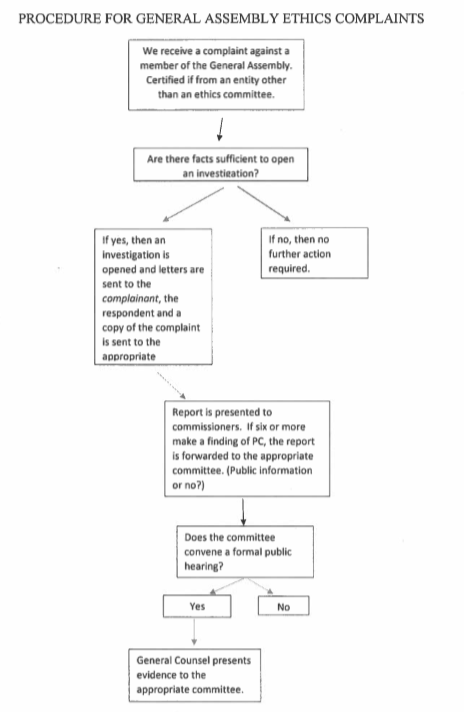 PROCEDURE FOR GENERAL ASSEMBLY ETHICS COMPLAINTS
We receive a complaint against a
member of the General Assembly.
Certified if from an entity other
than an ethics committee.
Are there facts sufficient to open
an investigation?
If yes, then an
investigation is
opened and letters are
sent to the
complainant, the
respondent and a
copy of the complaint
is sent to the
appropriate
If no, then no
further action
required.
Report is presented to
commissioners. If six or more
make a finding of PC, the report
is forwarded to the appropriate
committee. (Public information
or no?)
Does the committee
convene a formal public
hearing?
Yes
No
General Counsel presents
evidence to the
appropriate committee.